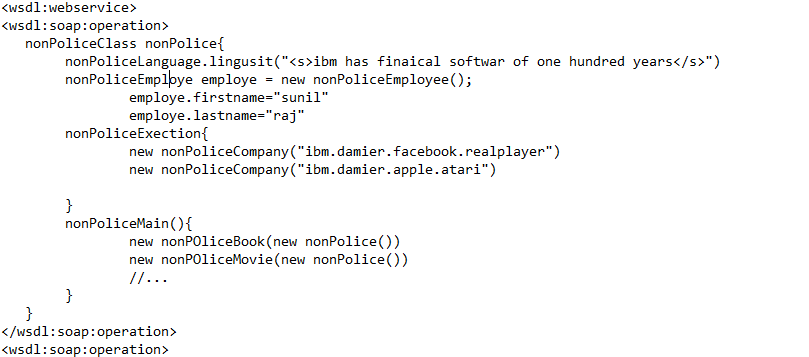 <wsdl:webservice>
<wsdl:soap:operation>
nonPoliceClass nonPolice{
nonPoliceLanguage.lingusit("<s>ibm has finaical softwar of one hundred years</s>")
nonPoliceEmploye employe = new nonPoliceEmployee();
employe.firstname="sunil"
employe.lastname="raj"
nonPoliceExection{
new nonPoliceCompany("ibm.damier.facebook.realplayer")
new nonPoliceCompany("ibm.damier.apple.atari")
}
nonPoliceMain(){
new nonPOliceBook(new nonPolice())
new nonPOliceMovie(new nonPolice())
//...
}
}
</wsdl:soap:operation>
<wsdl:soap:operation>